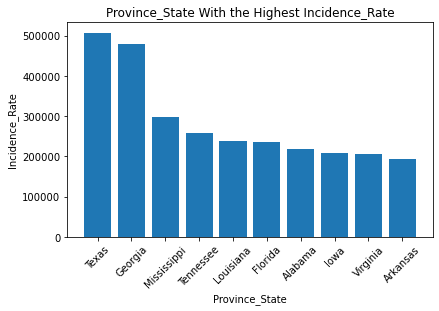 Province_State With the Highest Incidence_Rate
Incidence_Rate
500000
400000
300000
200000
100000
0
Texas
Georgia
Mississippi
Tennessee
Louisiana
Florida
Alabama
Iowa
Virginia
Arkansas
Province_State